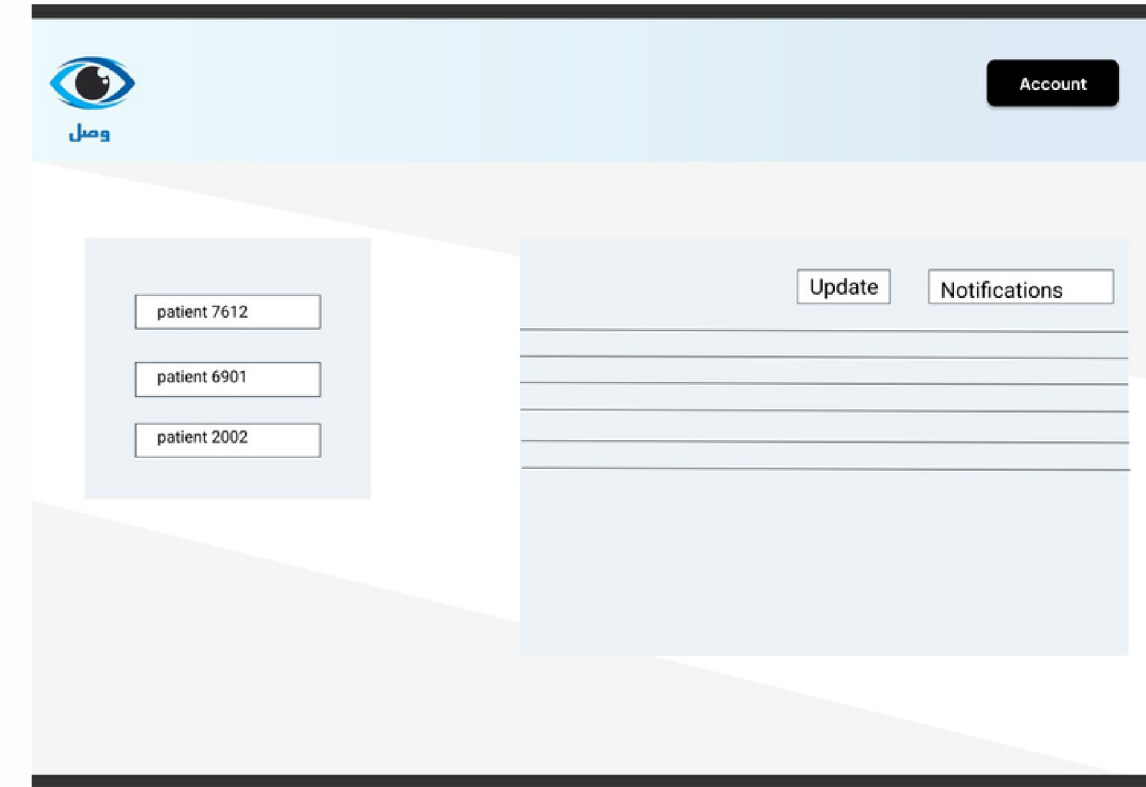 وصل
Account
patient 7612
patient 6901
patient 2002
Update
Notifications